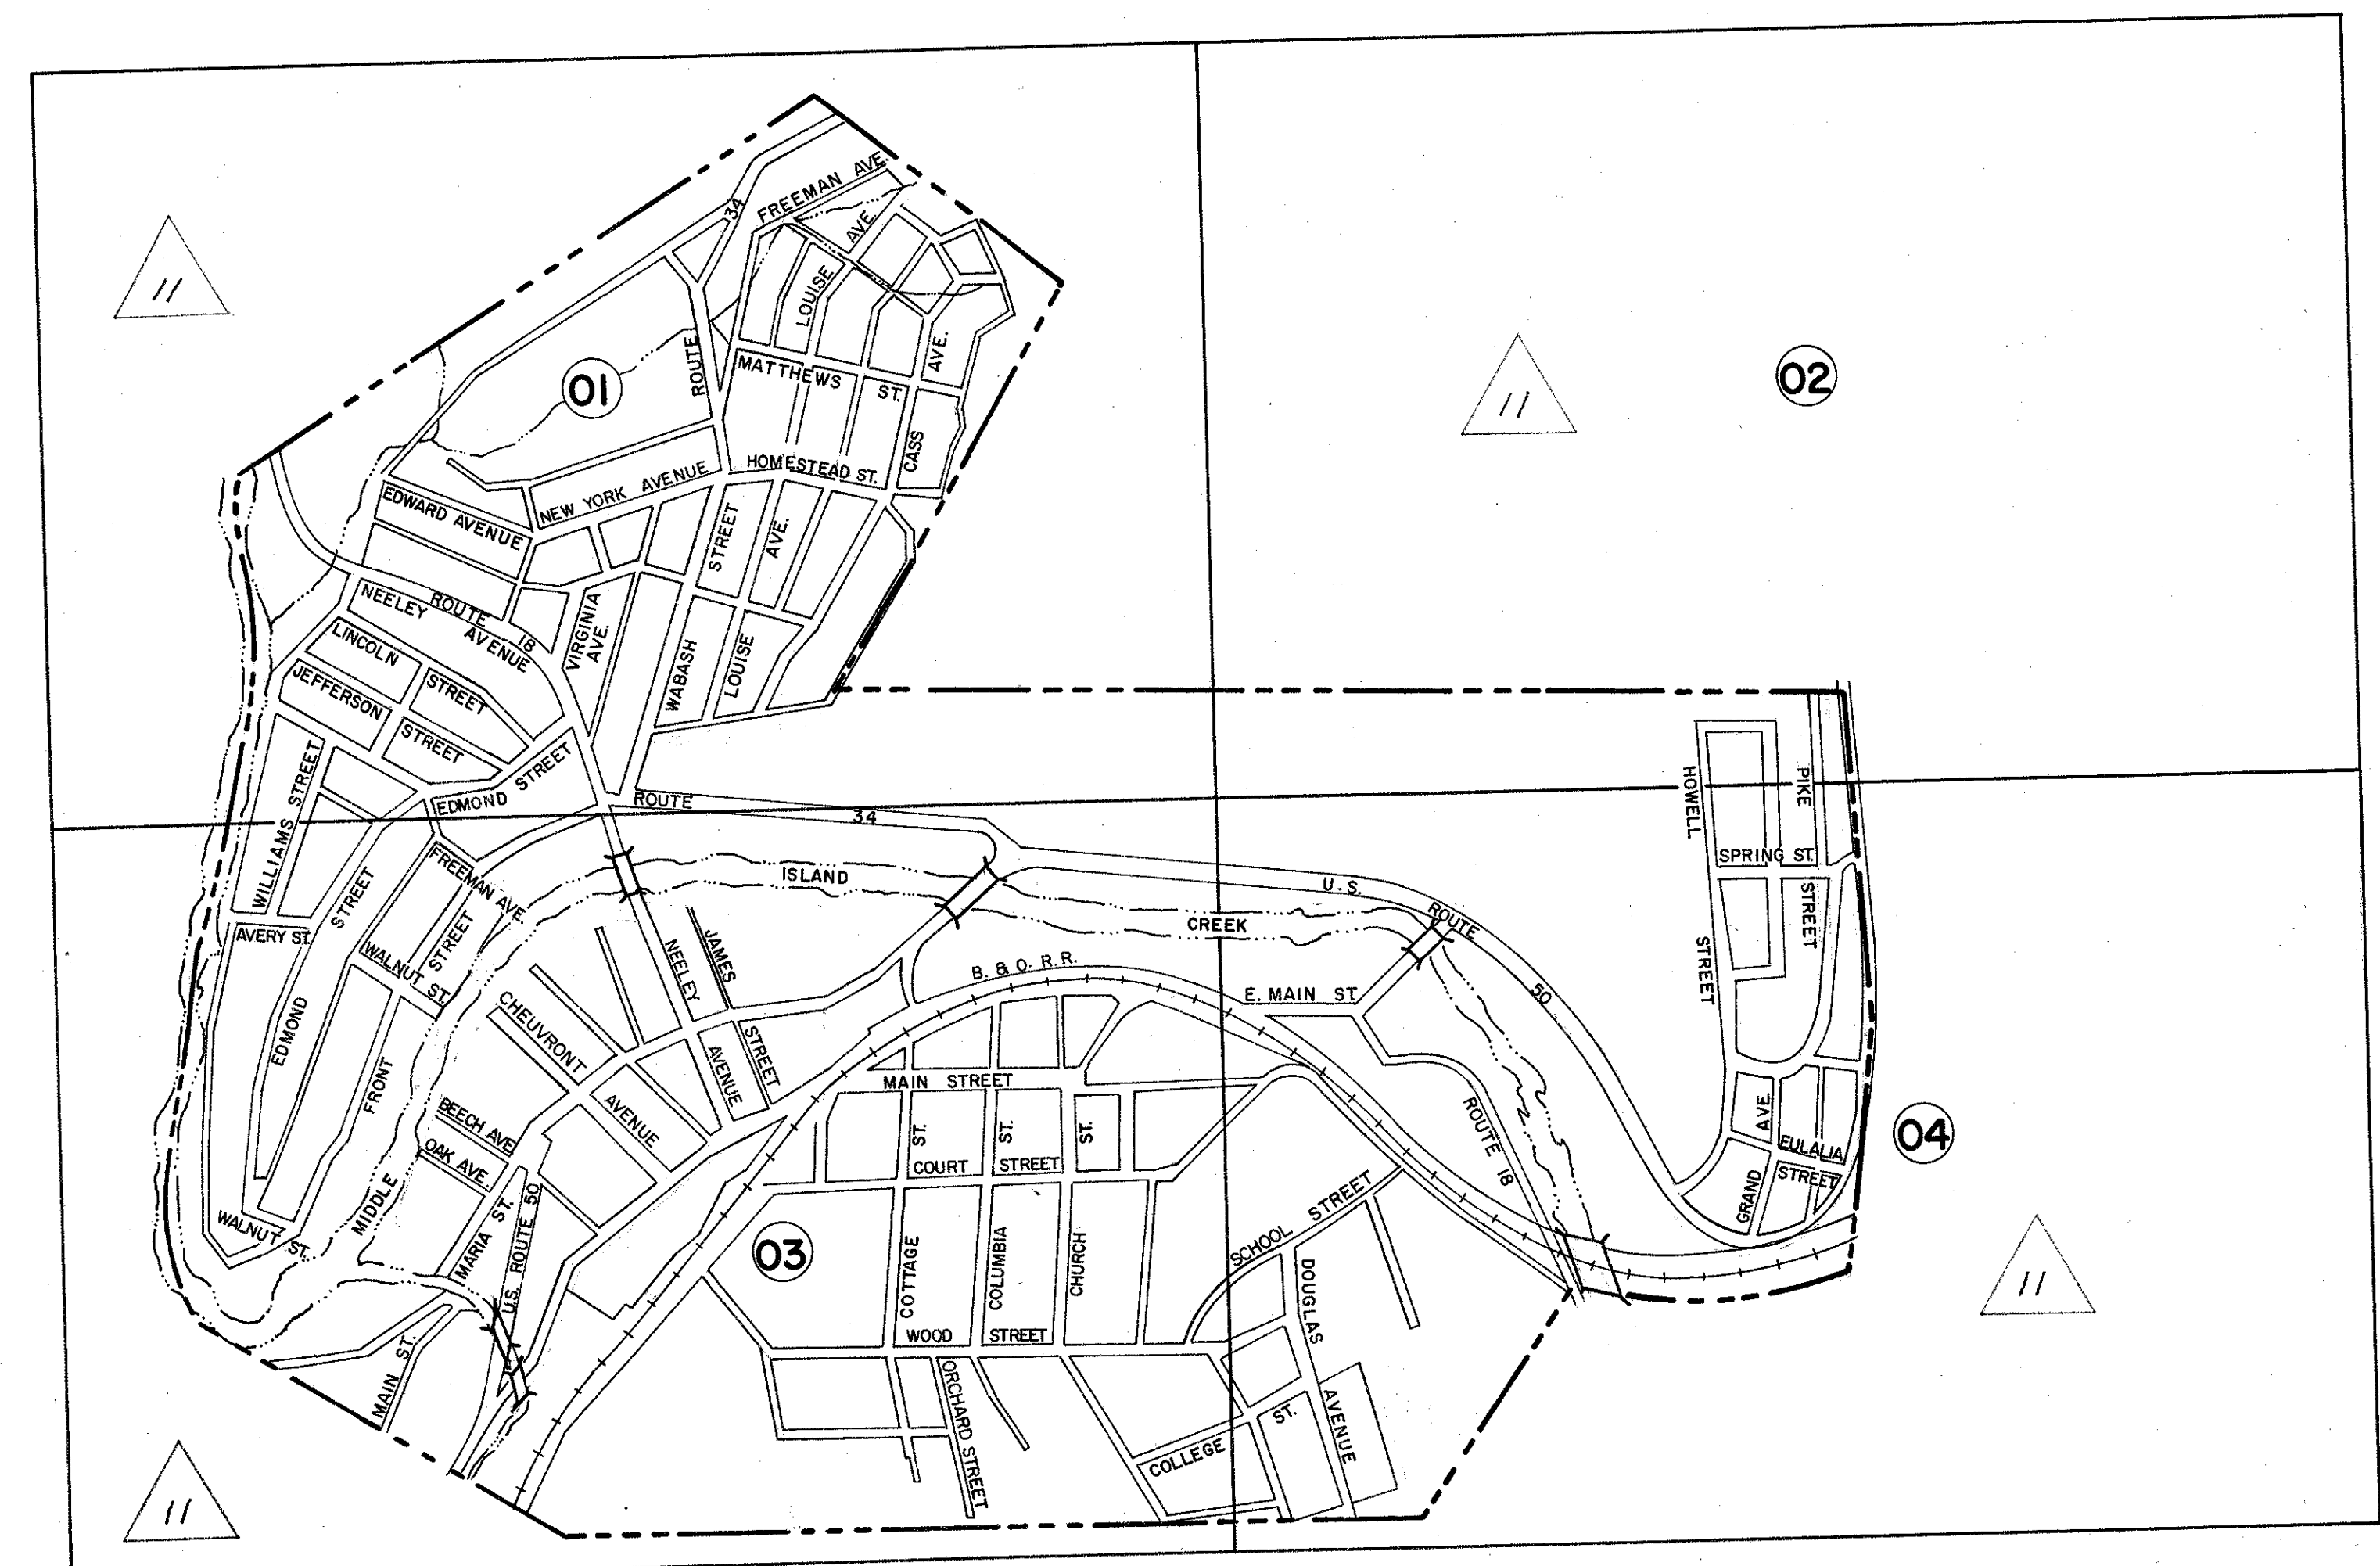 FREEMAN AVE.
34
AVE.
LOUISE
11
01
ROUTE
MATTHEWS ST.
AVE.
CASS
11
02
HOMESTEAD ST.
NEW YORK AVENUE
EDWARD AVENUE
STREET
AVE.
NEELEY AVENUE
ROUTE 18
VIRGINIA AVE.
LINCOLN STREET
JEFFERSON STREET
WABASH
LOUISE
EDMOND STREET
WILLIAMS STREET
ROUTE 34
HOWELL STREET
PIKE STREET
SPRING ST.
FREEMAN AVE.
ISLAND
CREEK
U.S. ROUTE 50
AVERY ST.
STREET
STREET
WALNUT ST.
JAMES
NEELEY
B. & O. R.R.
E. MAIN ST.
CHEUVRONT AVENUE
STREET
AVENUE
EDMOND
FRONT
MAIN STREET
BEECH AVE.
OAK AVE.
ST.
ST.
ST.
COURT STREET
ROUTE 18
AVE.
EULALIA STREET
GRAND
04
MIDDLE
WALNUT ST.
MARIA ST.
U.S. ROUTE 50
03
COTTAGE
COLUMBIA
CHURCH
SCHOOL STREET
DOUGLAS AVENUE
11
WOOD STREET
MAIN ST.
ORCHARD STREET
COLLEGE ST.
11